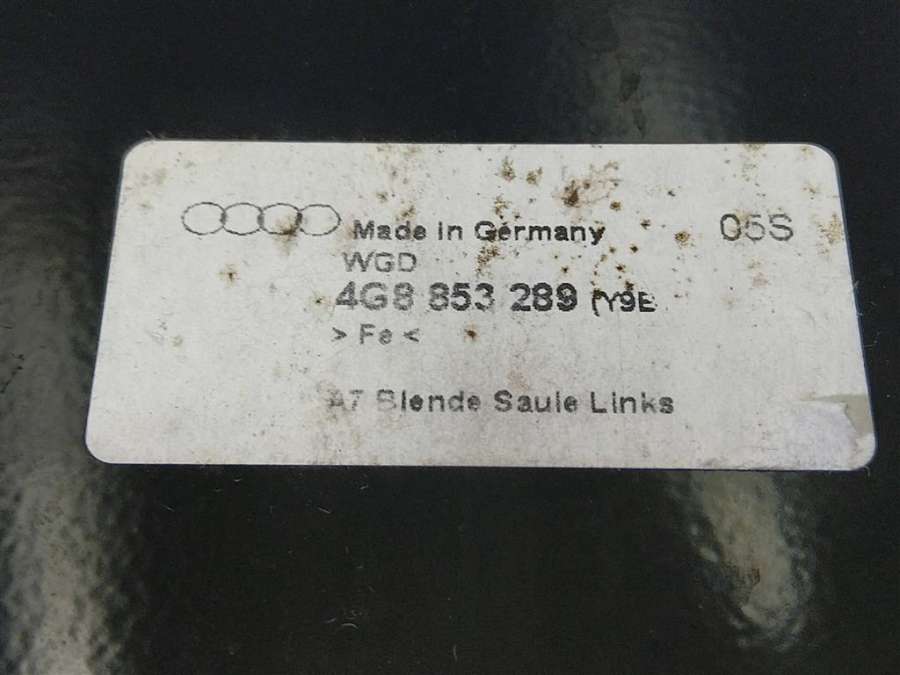 Made in Germany 05S
WGD
4G8 853 289 (Y9B
> Fe <
A7 Blende Saule Links